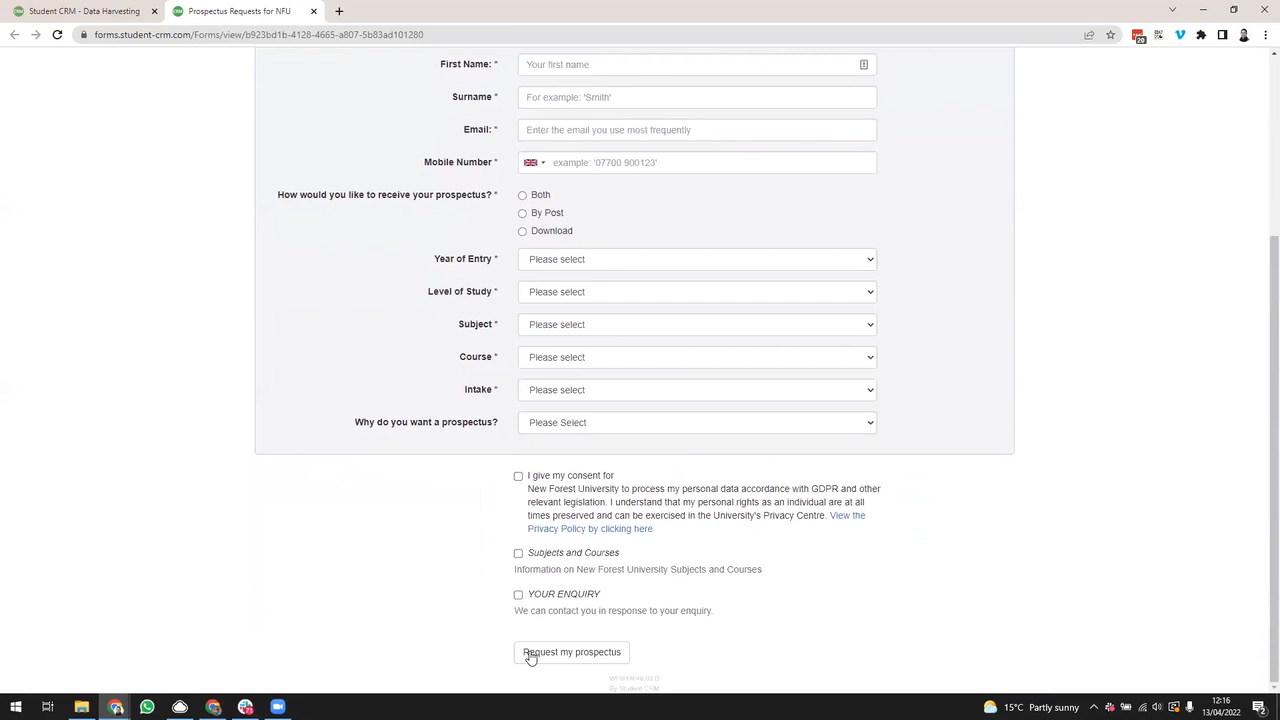 Student CRM - Data Harvesting
Prospectus Requests for NFU
forms.student-crm.com/Forms/view/b923bd1b-4128-4665-a807-5b83ad101280
20
First Name: *
Your first name
Surname *
For example: 'Smith'
Email: *
Enter the email you use most frequently
Mobile Number *
example: '07700 900123'
How would you like to receive your prospectus? *
Both
By Post
Download
Year of Entry *
Please select
Level of Study *
Please select
Subject *
Please select
Course *
Please select
Intake *
Please select
Why do you want a prospectus?
Please Select
I give my consent for
New Forest University to process my personal data accordance with GDPR and other
relevant legislation. I understand that my personal rights as an individual are at all
times preserved and can be exercised in the University's Privacy Centre. View the
Privacy Policy by clicking here
Subjects and Courses
Information on New Forest University Subjects and Courses
YOUR ENQUIRY
We can contact you in response to your enquiry.
Request my prospectus
By Student CRM
15°C Partly sunny
12:16
13/04/2022